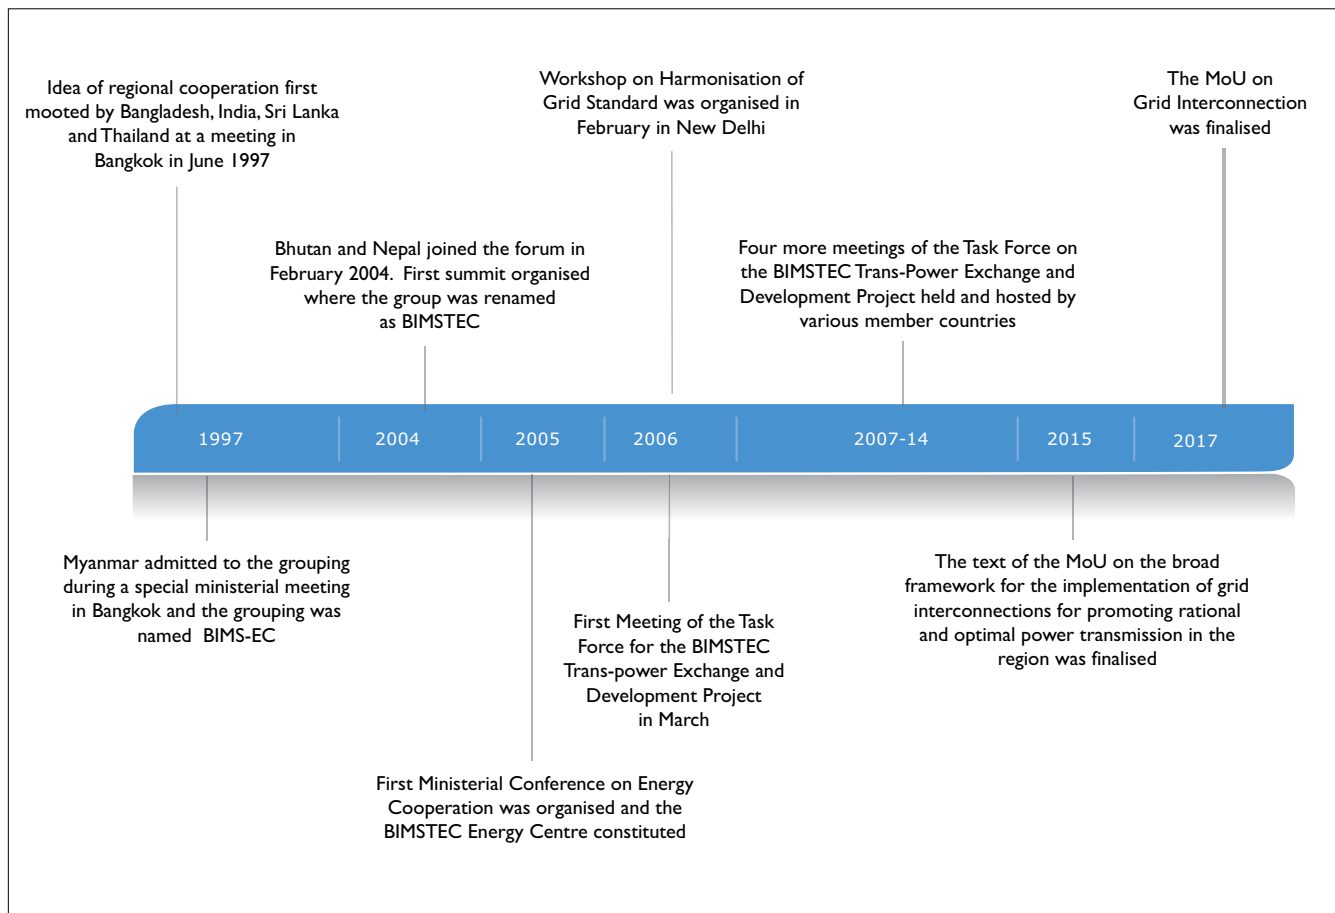 Idea of regional cooperation first
mooted by Bangladesh, India, Sri Lanka
and Thailand at a meeting in
Bangkok in June 1997
Workshop on Harmonisation of
Grid Standard was organised in
February in New Delhi
The MoU on
Grid Interconnection
was finalised
Bhutan and Nepal joined the forum in
February 2004. First summit organised
where the group was renamed
as BIMSTEC
Four more meetings of the Task Force on
the BIMSTEC Trans-Power Exchange and
Development Project held and hosted by
various member countries
1997
2004
2005
2006
2007-14
2015
2017
Myanmar admitted to the grouping
during a special ministerial meeting
in Bangkok and the grouping was
named BIMS-EC
First Meeting of the Task
Force for the BIMSTEC
Trans-power Exchange and
Development Project
in March
The text of the MoU on the broad
framework for the implementation of grid
interconnections for promoting rational
and optimal power transmission in the
region was finalised
First Ministerial Conference on Energy
Cooperation was organised and the
BIMSTEC Energy Centre constituted